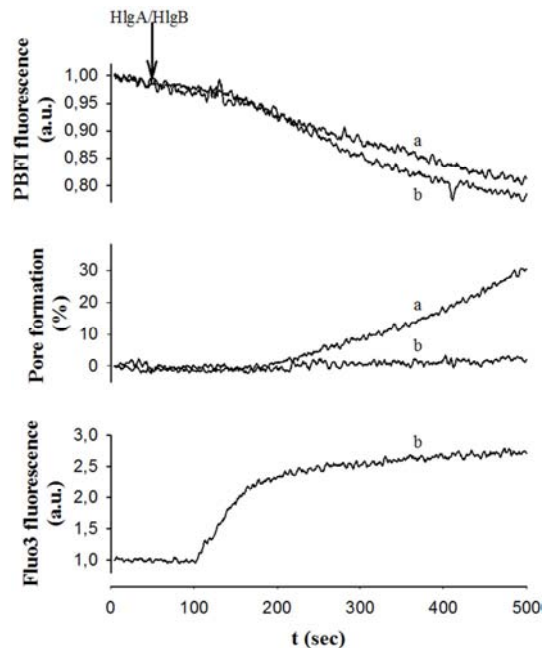 HlgA/HlgB
PBFI fluorescence
(a.u.)
1,00
0,95
0,90
0,85
0,80
a
b
Pore formation
(%)
30
20
10
0
a
b
Fluo3 fluorescence
(a.u.)
3,0
2,5
2,0
1,5
1,0
b
0 100 200 300 400 500
t (sec)